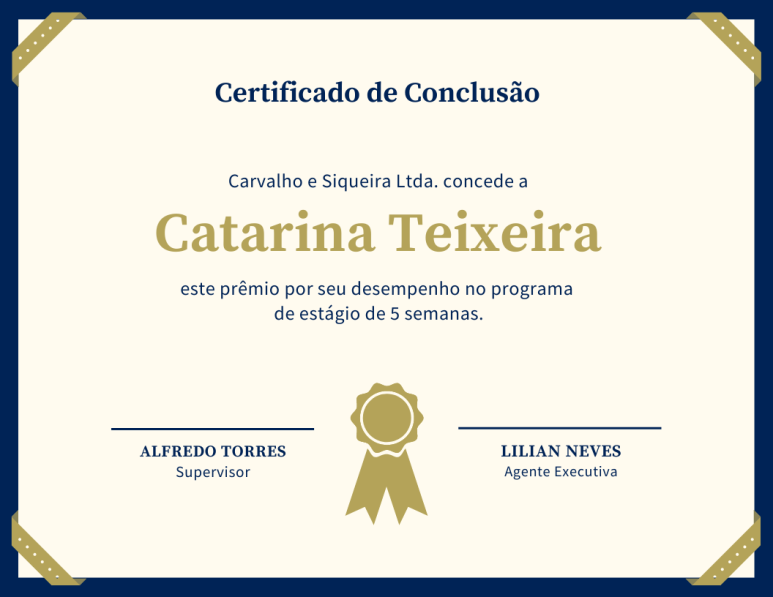 Certificado de Conclusão
Carvalho e Siqueira Ltda. concede a
Catarina Teixeira
este prêmio por seu desempenho no programa
de estágio de 5 semanas.
ALFREDO TORRES
Supervisor
LILIAN NEVES
Agente Executiva